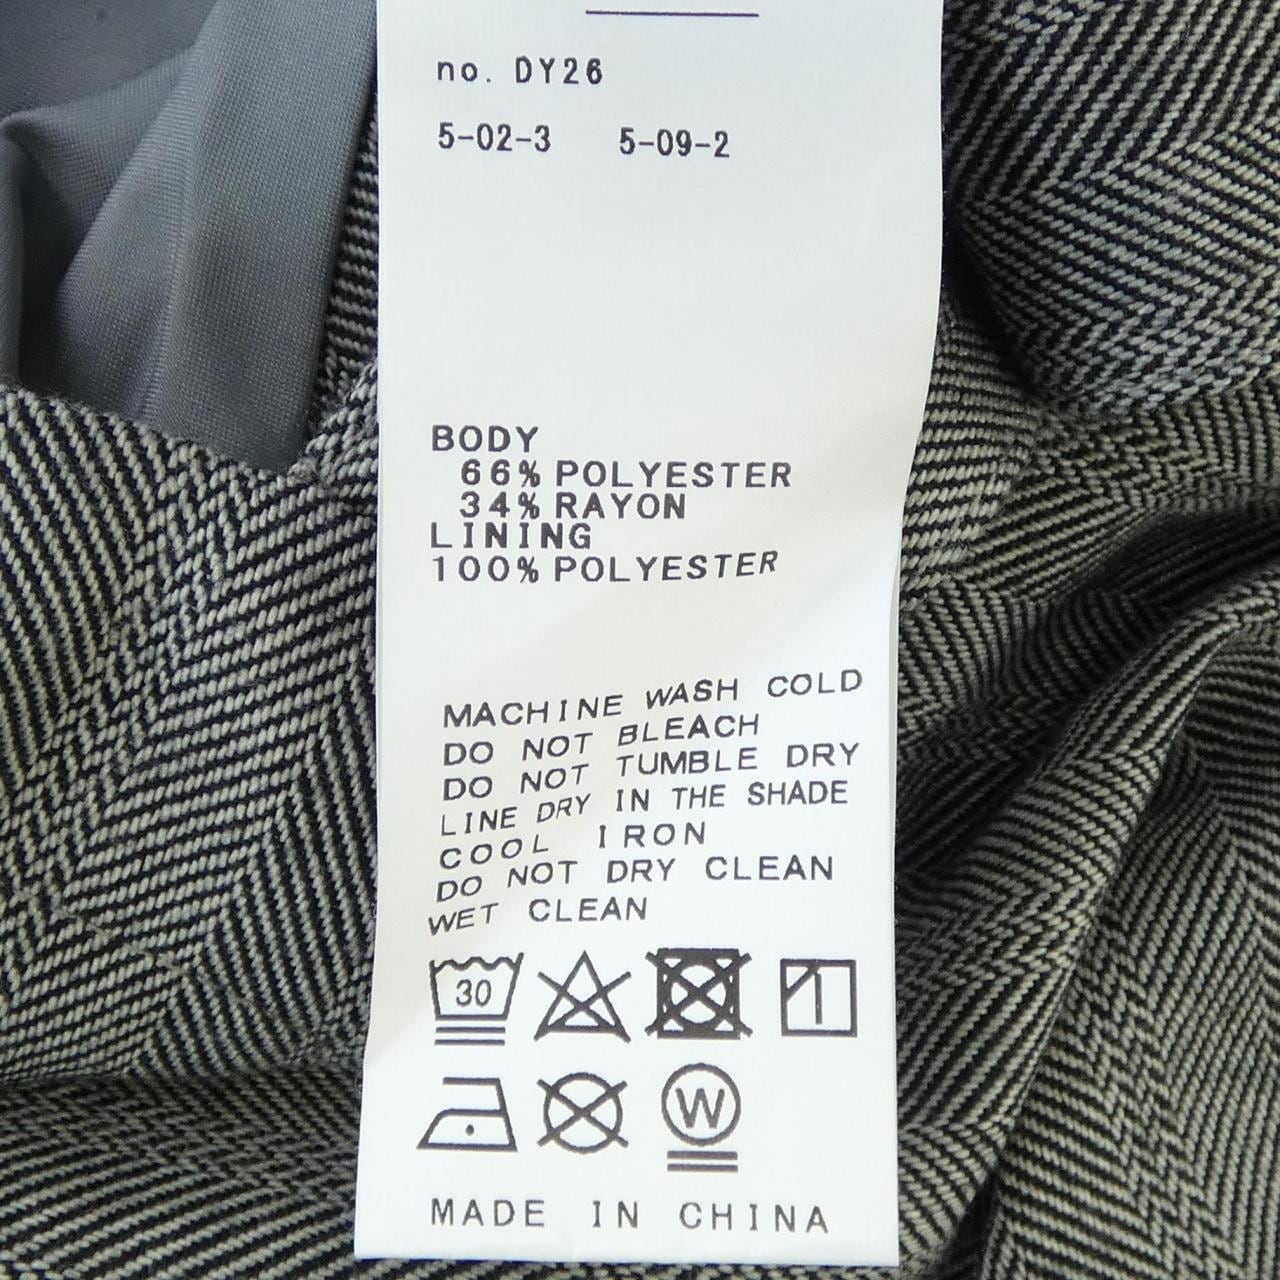 no. DY26
5-02-3 5-09-2
BODY
66% POLYESTER
34% RAYON
LINING
100% POLYESTER
MACHINE WASH COLD
DO NOT BLEACH
DO NOT TUMBLE DRY
LINE DRY IN THE SHADE
COOL IRON
DO NOT DRY CLEAN
WET CLEAN
30
W
MADE IN CHINA